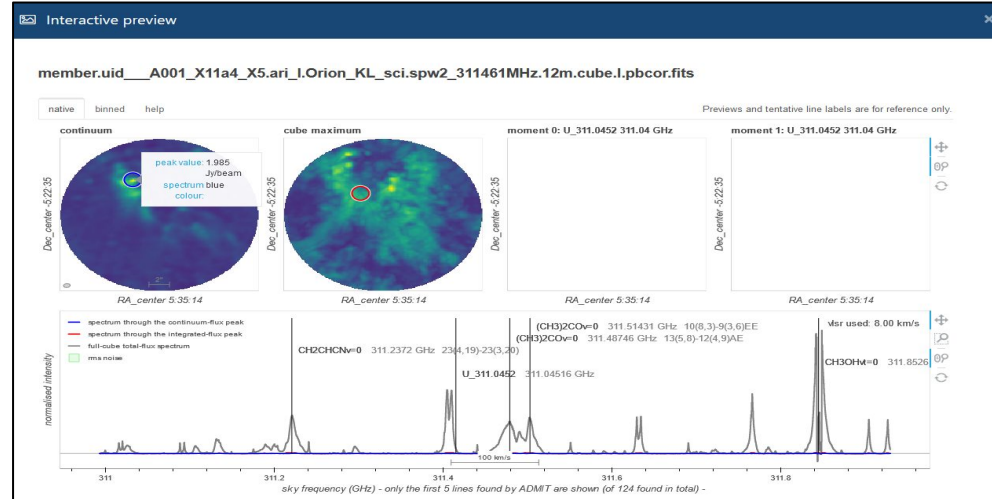 Interactive preview
member.uid___A001_X11a4_X5.ari_l.Orion_KL_sci.spw2_311461MHz.12m.cube.I.pbcor.fits
native binned help
Previews and tentative line labels are for reference only.
continuum
cube maximum
moment 0: U_311.0452 311.04 GHz
moment 1: U_311.0452 311.04 GHz
peak value: 1.985
Jy/beam
spectrum blue
colour:
2"
Dec_center -5:22:35
Dec_center -5:22:35
Dec_center -5:22:35
Dec_center -5:22:35
RA_center 5:35:14
RA_center 5:35:14
RA_center 5:35:14
RA_center 5:35:14
spectrum through the continuum-flux peak
spectrum through the integrated-flux peak
full-cube total-flux spectrum
rms noise
vlsr used: 8.00 km/s
(CH3)2COv=0 311.51431 GHz 10(8,3)-9(3,6)EE
(CH3)2COv=0 311.48746 GHz 13(5,8)-12(4,9)AE
CH2CHCNv=0 311.2372 GHz 23(4,19)-23(3,20)
CH3OHvt=0 311.8526
U_311.0452 311.04516 GHz
normalised intensity
100 km/s
311 311.2 311.4 311.6 311.8
sky frequency (GHz) - only the first 5 lines found by ADMIT are shown (of 124 found in total) -